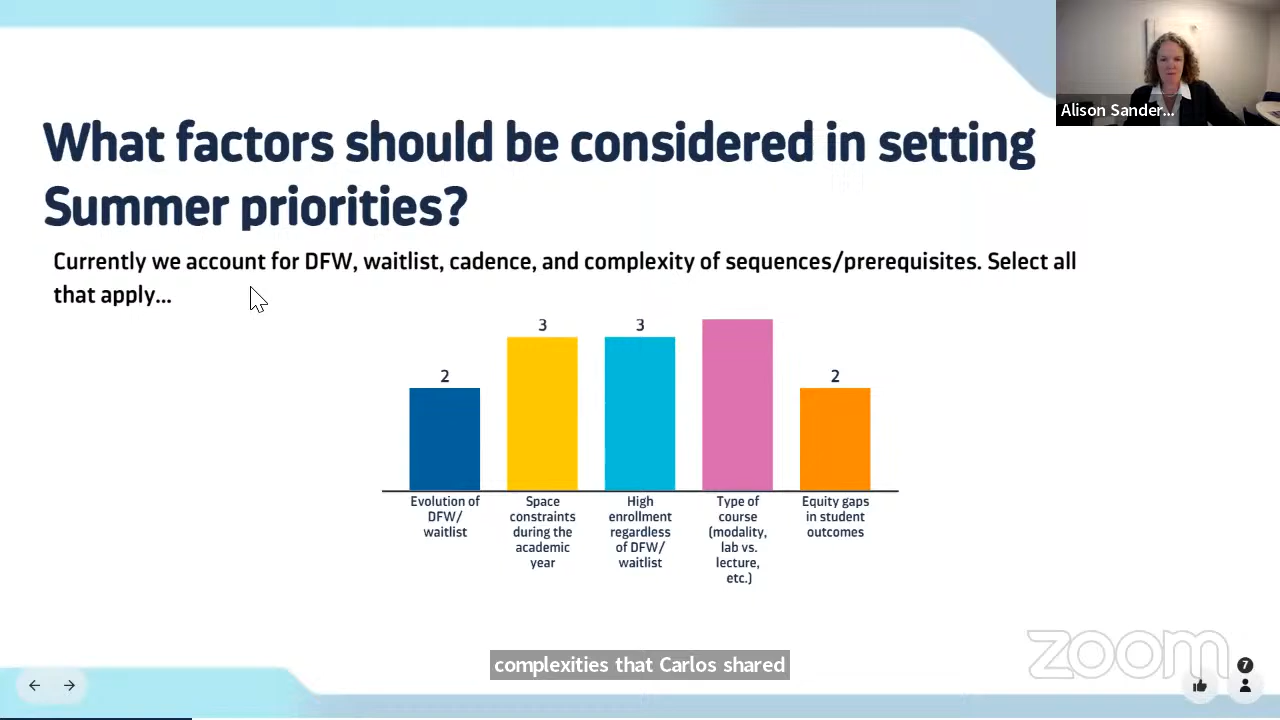 Alison Sander...
What factors should be considered in setting
Summer priorities?
Currently we account for DFW, waitlist, cadence, and complexity of sequences/prerequisites. Select all
that apply...
2
3
3
2
Evolution of
DFW/
waitlist
Space
constraints
during the
academic
year
High
enrollment
regardless
of DFW/
waitlist
Type of
course
(modality,
lab vs.
lecture,
etc.)
Equity gaps
in student
outcomes
complexities that Carlos shared
zoom
7